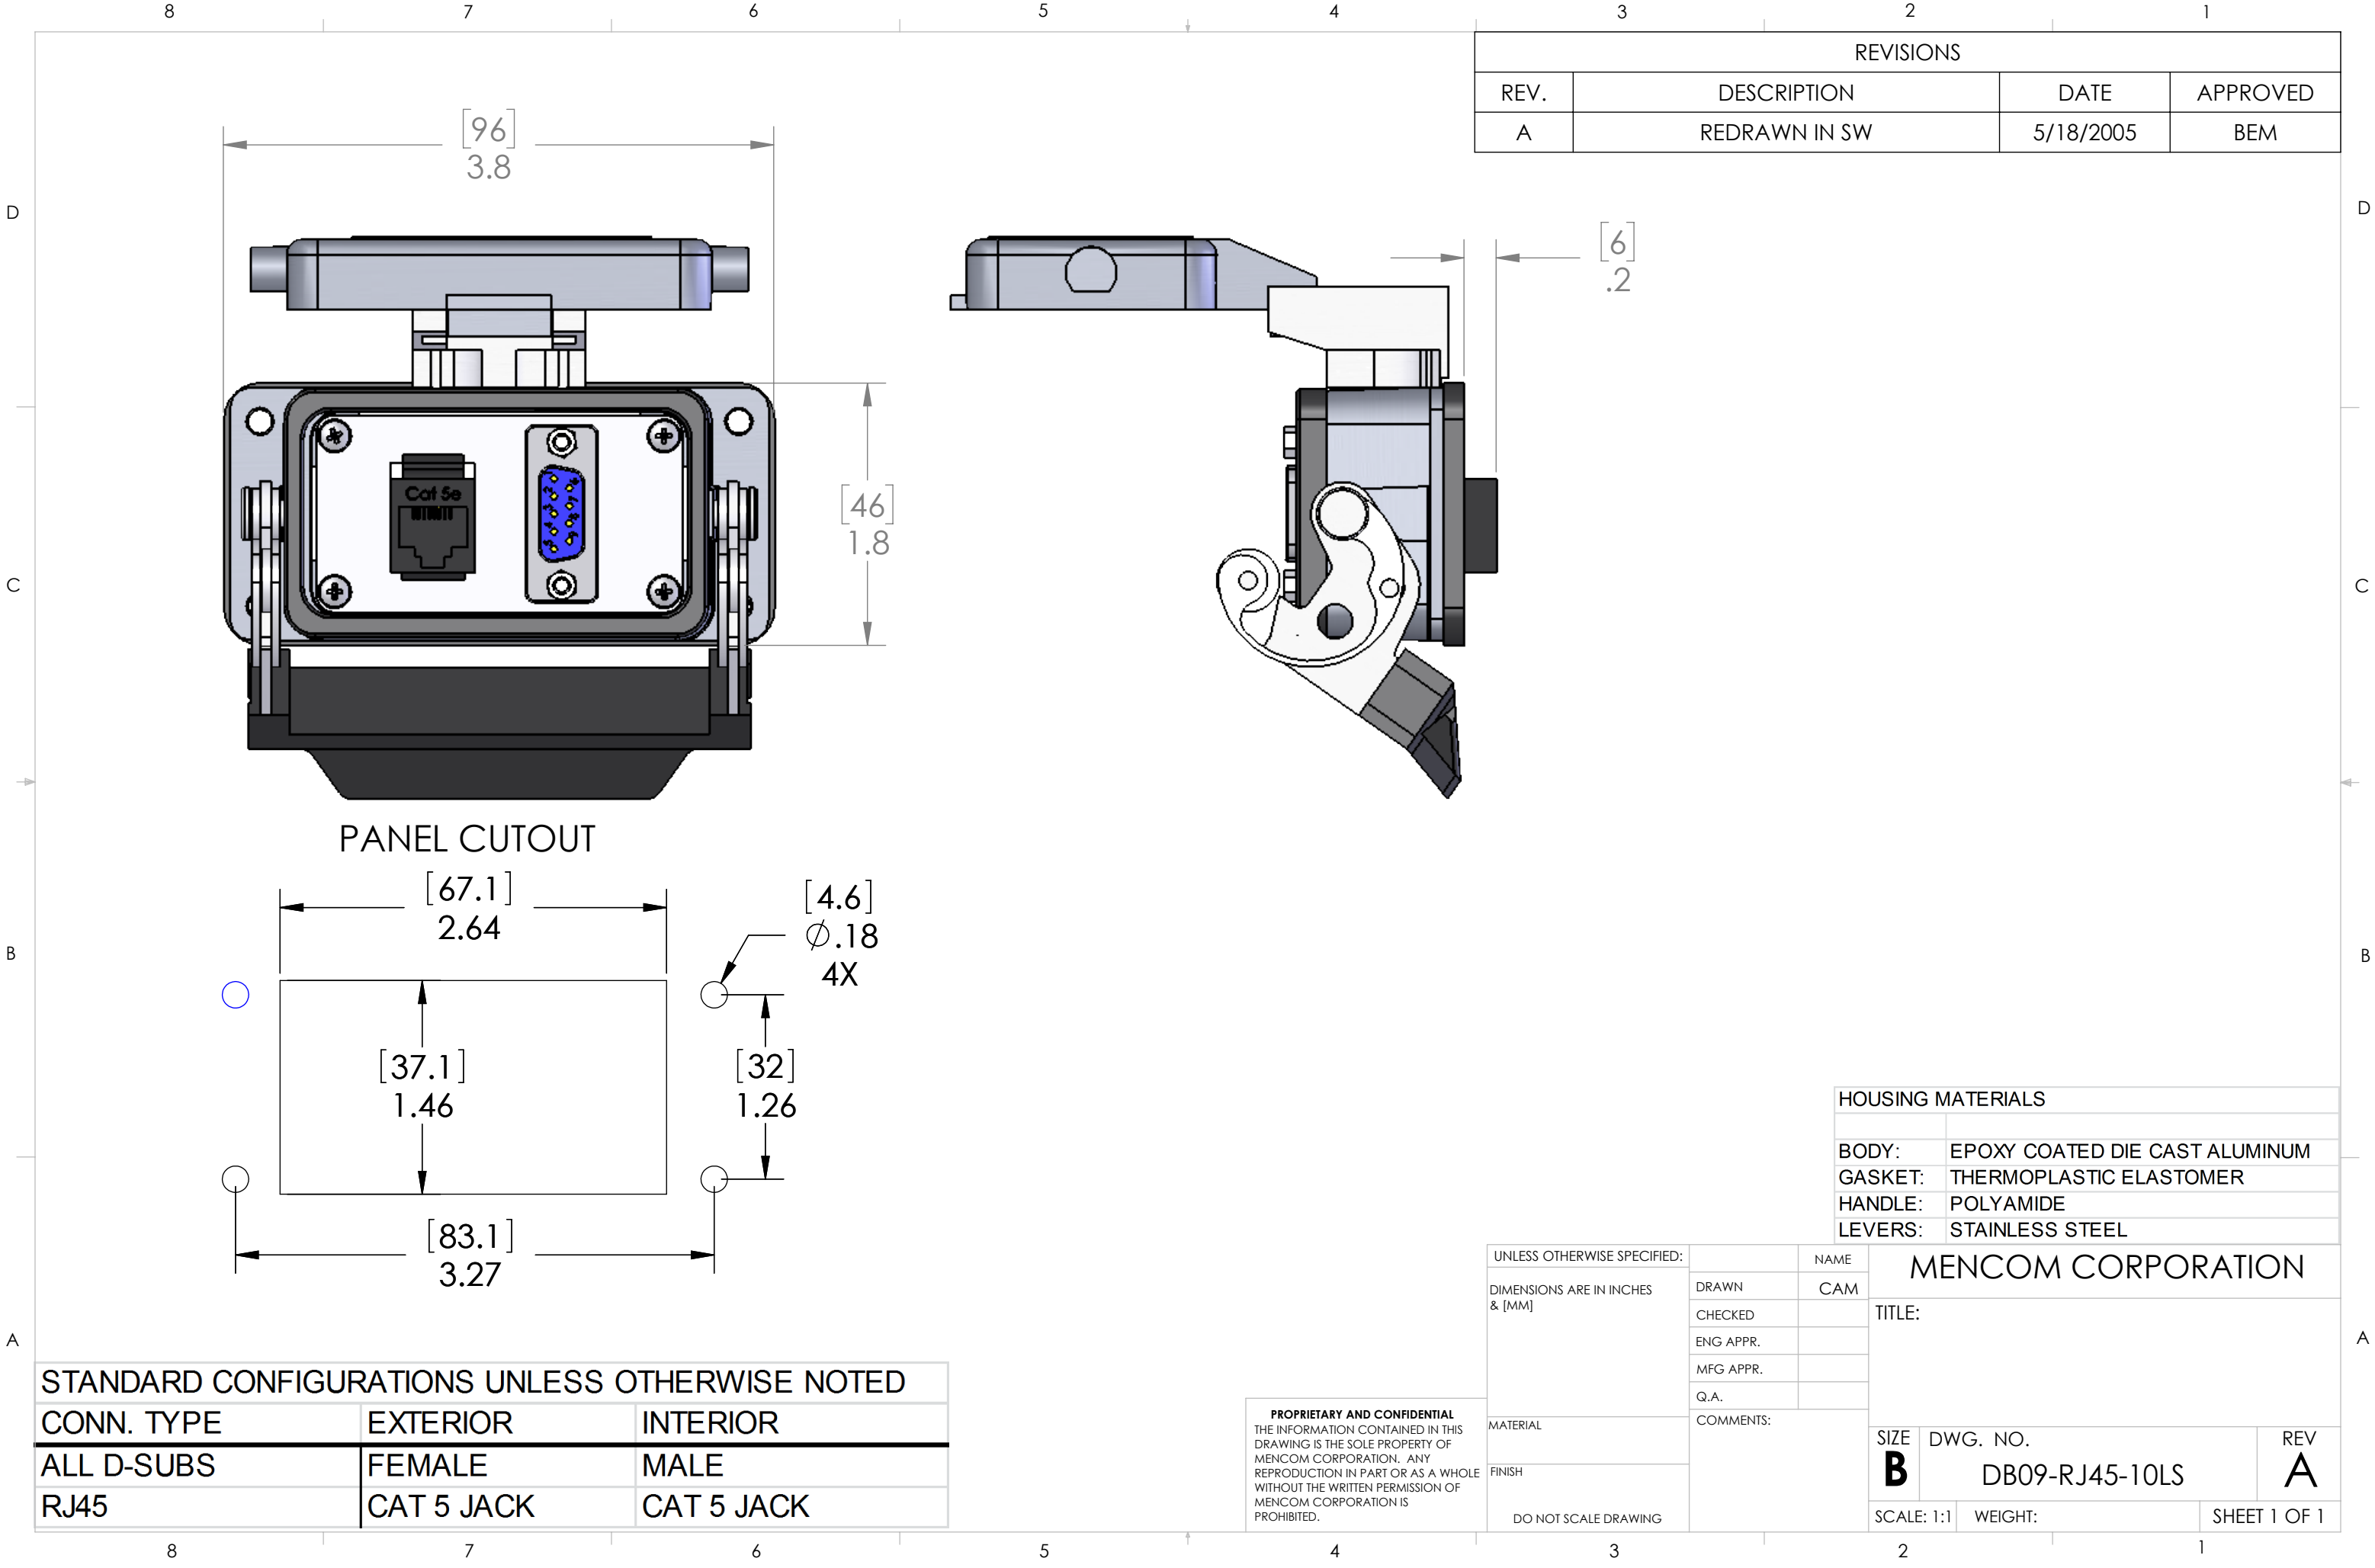 8 7 6 5 4 3 2 1
REVISIONS
REV. DESCRIPTION DATE APPROVED
A REDRAWN IN SW 5/18/2005 BEM
[96]
3.8
D D
[6]
.2
Cat 5e
[46]
1.8
C C
PANEL CUTOUT
[67.1]
2.64
[4.6]
∅.18
4X
B B
[37.1]
1.46
[32]
1.26
[83.1]
3.27
HOUSING MATERIALS
BODY: EPOXY COATED DIE CAST ALUMINUM
GASKET: THERMOPLASTIC ELASTOMER
HANDLE: POLYAMIDE
LEVERS: STAINLESS STEEL
A A
STANDARD CONFIGURATIONS UNLESS OTHERWISE NOTED
CONN. TYPE EXTERIOR INTERIOR
ALL D-SUBS FEMALE MALE
RJ45 CAT 5 JACK CAT 5 JACK
PROPRIETARY AND CONFIDENTIAL
THE INFORMATION CONTAINED IN THIS
DRAWING IS THE SOLE PROPERTY OF
MENCOM CORPORATION. ANY
REPRODUCTION IN PART OR AS A WHOLE
WITHOUT THE WRITTEN PERMISSION OF
MENCOM CORPORATION IS
PROHIBITED.
UNLESS OTHERWISE SPECIFIED:
DIMENSIONS ARE IN INCHES
& [MM]
MATERIAL
FINISH
DO NOT SCALE DRAWING
NAME
DRAWN CAM
CHECKED
ENG APPR.
MFG APPR.
Q.A.
COMMENTS:
MENCOM CORPORATION
TITLE:
SIZE DWG. NO. REV
B DB09-RJ45-10LS A
SCALE: 1:1 WEIGHT: SHEET 1 OF 1
8 7 6 5 4 3 2 1